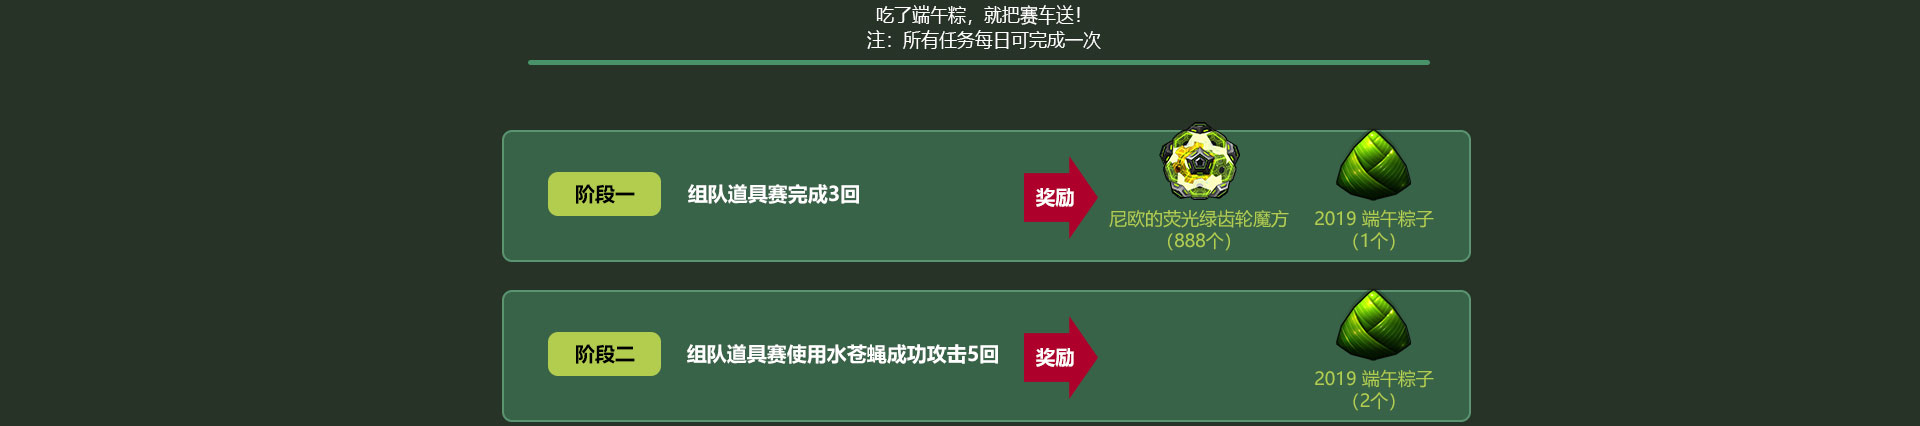 吃了端午粽，就把赛车送！
注：所有任务每日可完成一次
阶段一
组队道具赛完成3回
奖励
尼欧的荧光绿齿轮魔方
（888个）
2019 端午粽子
（1个）
阶段二
组队道具赛使用水苍蝇成功攻击5回
奖励
2019 端午粽子
（2个）